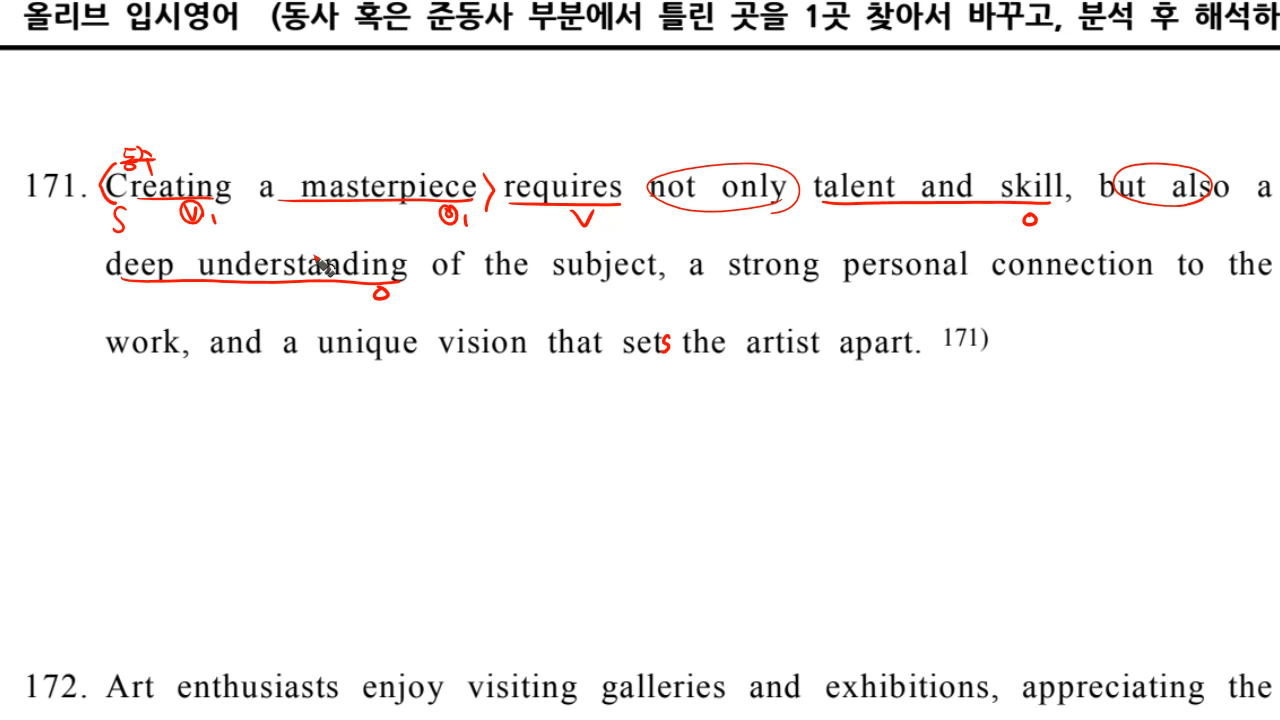 올리브 입시영어 (동사 혹은 준동사 부분에서 틀린 곳을 1곳 찾아서 바꾸고, 분석 후 해석하
171. Creating a masterpiece requires not only talent and skill, but also a
S V1 O1 V O
deep understanding of the subject, a strong personal connection to the
O
work, and a unique vision that sets the artist apart. 171)
172. Art enthusiasts enjoy visiting galleries and exhibitions, appreciating the